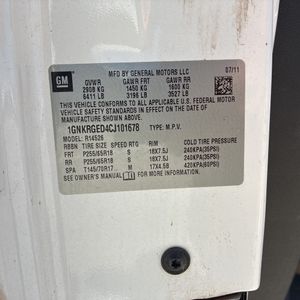 GM
MFD BY GENERAL MOTORS LLC 07/11
GVWR GAWR FRT GAWR RR
2908 KG 1450 KG 1600 KG
6411 LB 3196 LB 3527 LB
THIS VEHICLE CONFORMS TO ALL APPLICABLE U.S. FEDERAL MOTOR
VEHICLE SAFETY AND THEFT PREVENTION STANDARDS IN EFFECT ON THE
DATE OF MANUFACTURE SHOWN ABOVE.
1GNKRGED4CJ101678 TYPE: M.P.V.
MODEL: R14526
RBBN TIRE SIZE SPEED RTG RIM COLD TIRE PRESSURE
FRT P255/65R18 S 18X7.5J 240KPA(35PSI)
RR P255/65R18 S 18X7.5J 240KPA(35PSI)
SPA T145/70R17 M 17X4.5B 420KPA(60PSI)
SEE OWNER'S MANUAL FOR MORE INFORMATION.